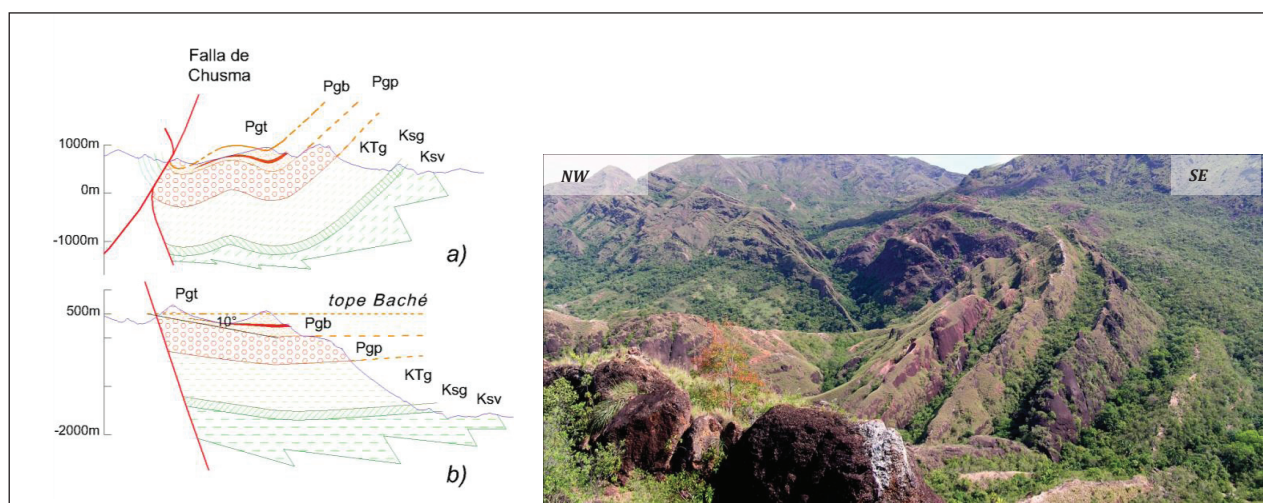 Falla de
Chusma
Pgb
Pgp
Pgt
Ksg
KTg
Ksv
1000m
0m
-1000m
a)
Pgt
tope Baché
500m
10°
Pgb
Pgp
KTg
Ksg
Ksv
-2000m
b)
NW
SE